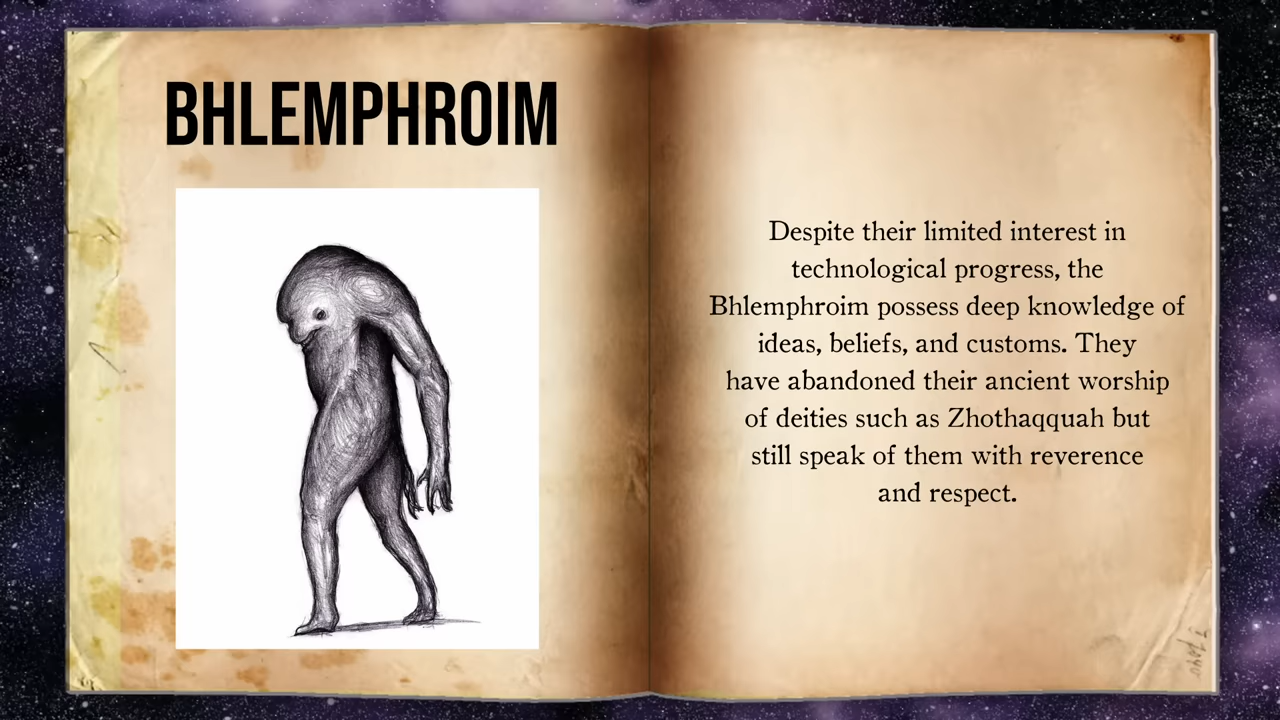 BHLEMPHROIM
Despite their limited interest in
technological progress, the
Bhlemphroim possess deep knowledge of
ideas, beliefs, and customs. They
have abandoned their ancient worship
of deities such as Zhothaqquah but
still speak of them with reverence
and respect.